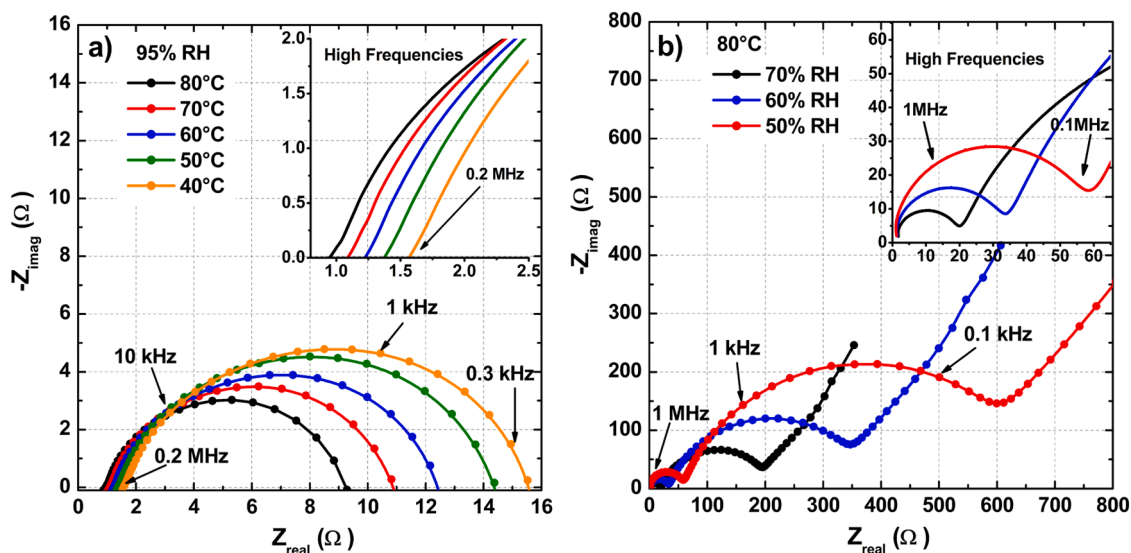 a)
95% RH
80°C
70°C
60°C
50°C
40°C
High Frequencies
2.0
1.5
1.0
0.5
0.0
1.0 1.5 2.0 2.5
0.2 MHz
1 kHz
10 kHz
0.3 kHz
0.2 MHz
16
14
12
10
8
6
4
2
0
0 2 4 6 8 10 12 14 16
-Z_imag (Ω)
Z_real (Ω)
b)
80°C
70% RH
60% RH
50% RH
High Frequencies
60
50
40
30
20
10
0
0 10 20 30 40 50 60
1MHz
0.1MHz
1 kHz
0.1 kHz
1 MHz
800
700
600
500
400
300
200
100
0
0 100 200 300 400 500 600 700 800
-Z_imag (Ω)
Z_real (Ω)